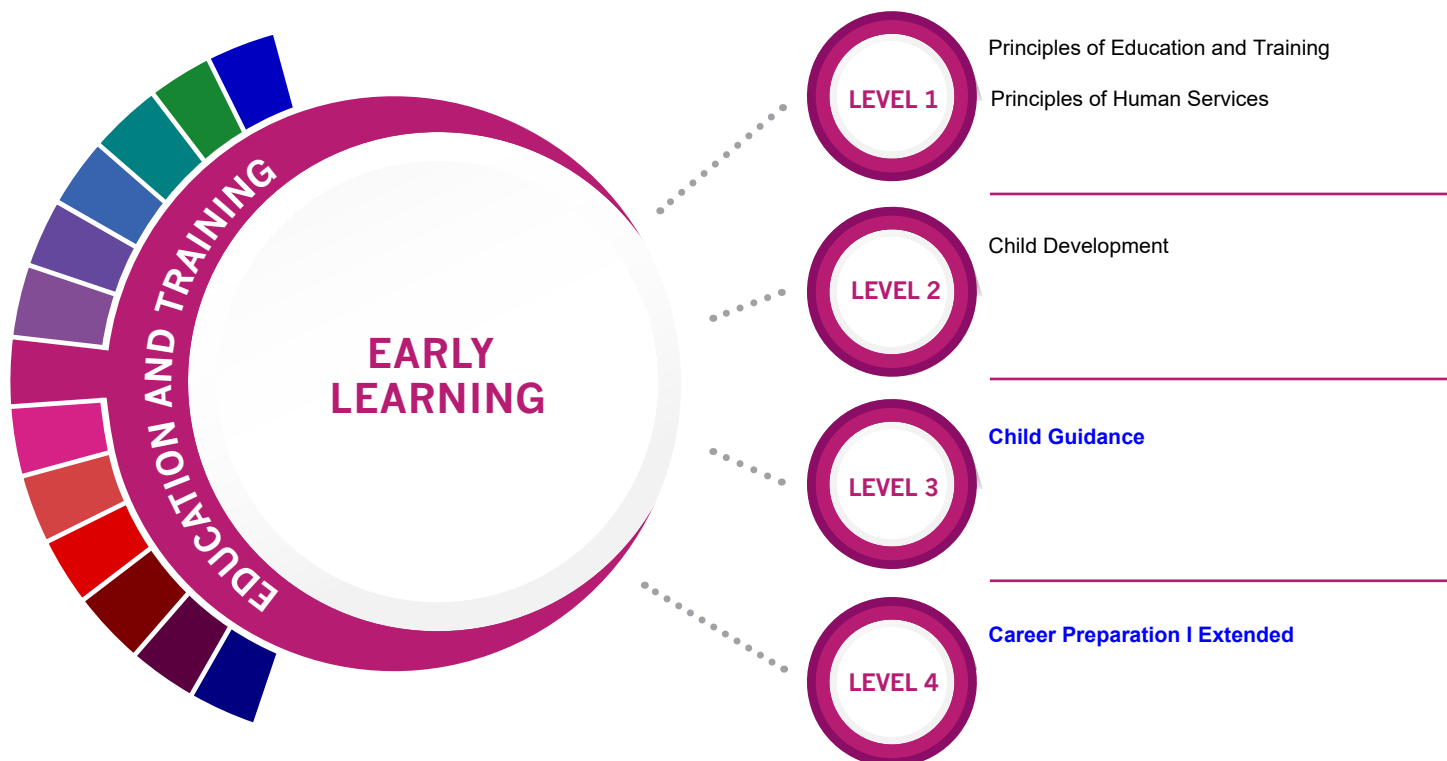 EDUCATION AND TRAINING
EARLY
LEARNING
LEVEL 1
Principles of Education and Training
Principles of Human Services
LEVEL 2
Child Development
LEVEL 3
Child Guidance
LEVEL 4
Career Preparation I Extended